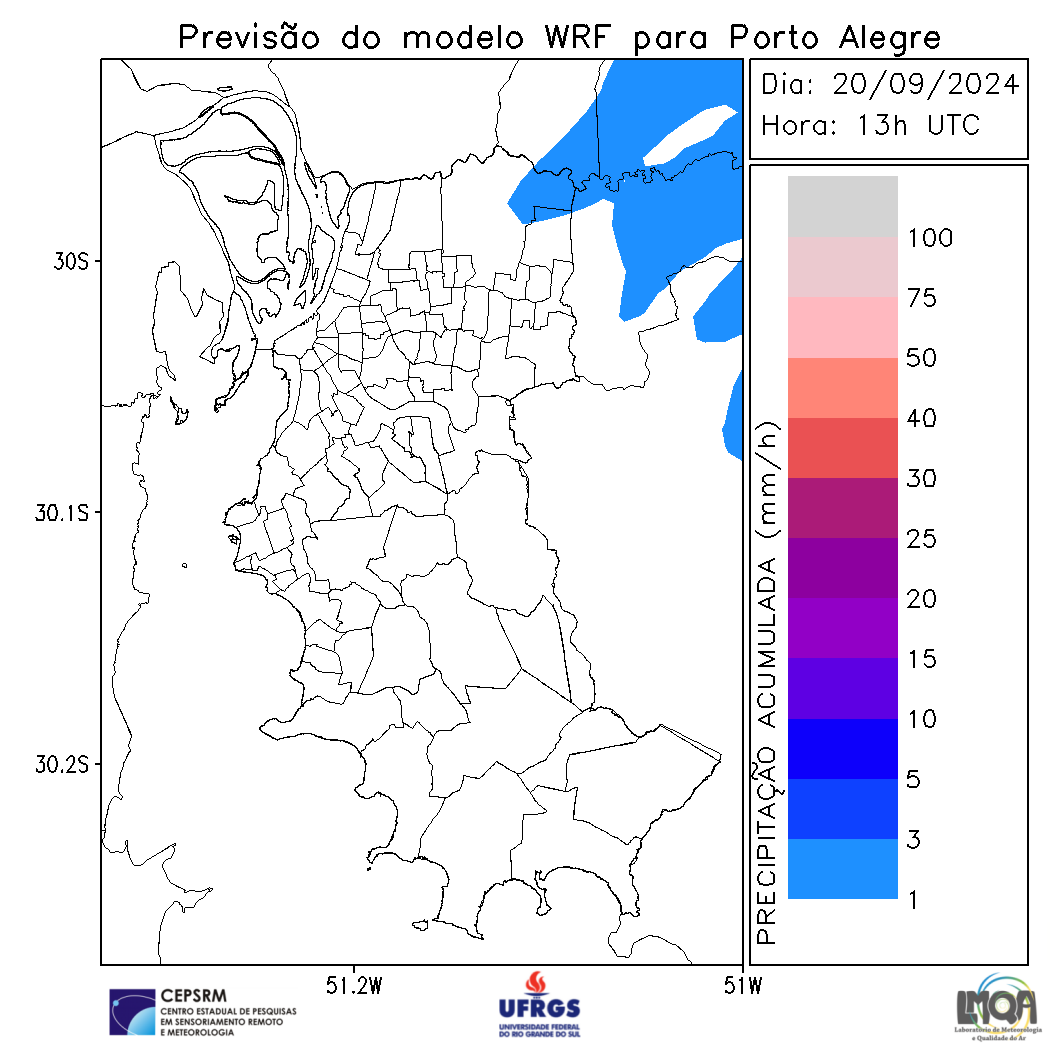 Previsão do modelo WRF para Porto Alegre
Dia: 20/09/2024
Hora: 13h UTC
30S
30.1S
30.2S
51.2W
51W
PRECIPITAÇÃO ACUMULADA (mm/h)
100
75
50
40
30
25
20
15
10
5
3
1
CEPSRM
CENTRO ESTADUAL DE PESQUISAS
EM SENSORIAMENTO REMOTO
E METEOROLOGIA
UFRGS
UNIVERSIDADE FEDERAL
DO RIO GRANDE DO SUL
LMQA
Laboratório de Meteorologia
e Qualidade do Ar